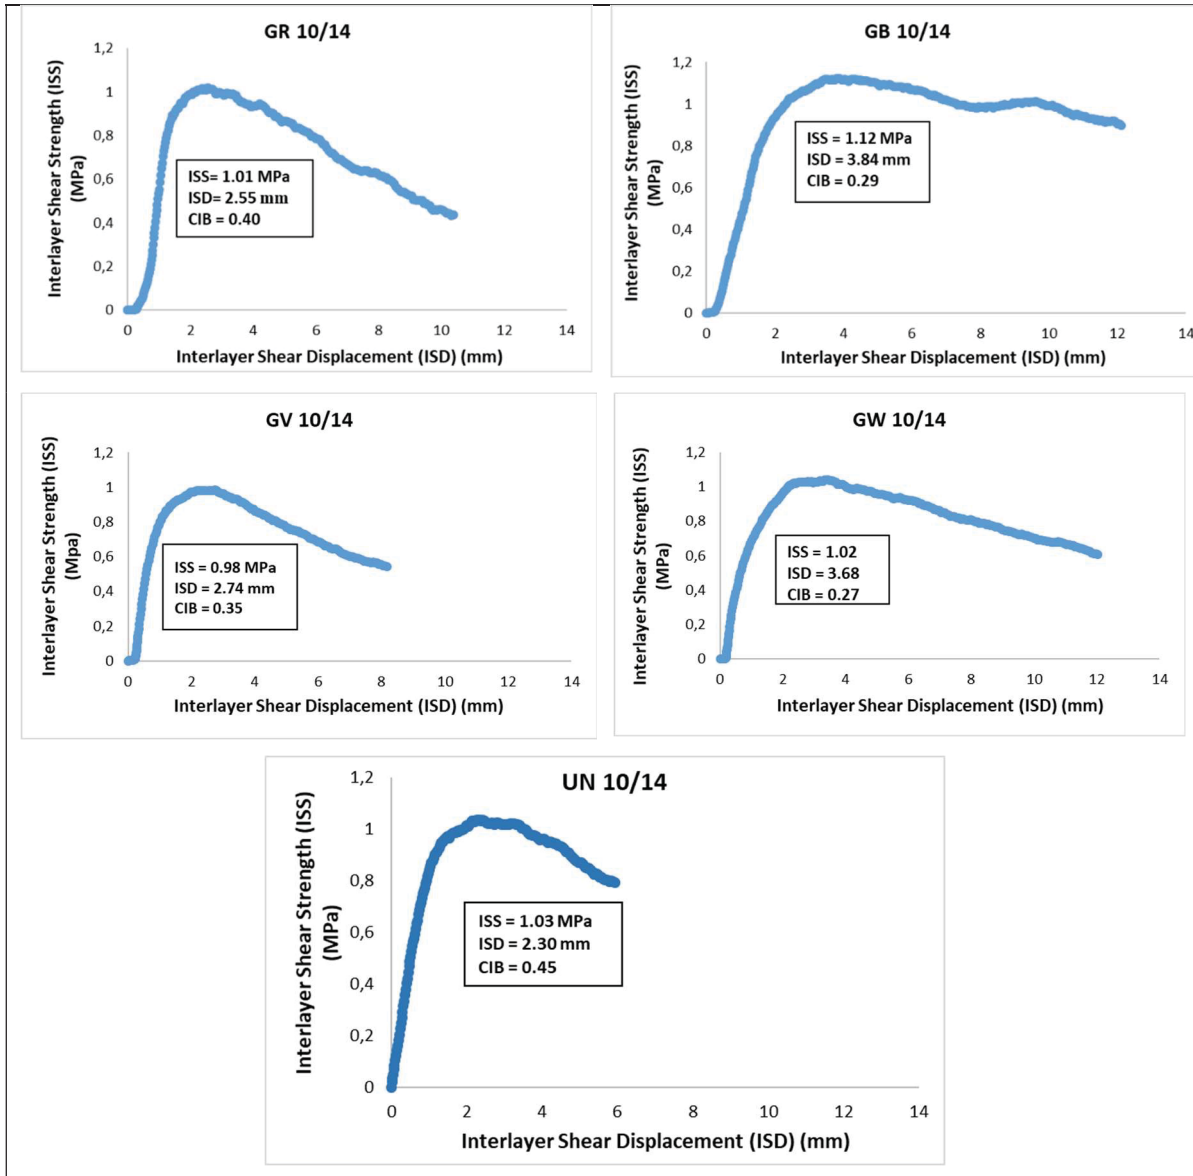 GR 10/14
Interlayer Shear Strength (ISS)
(MPa)
1,2
1
0,8
0,6
0,4
0,2
0
ISS= 1.01 MPa
ISD= 2.55 mm
CIB = 0.40
0 2 4 6 8 10 12 14
Interlayer Shear Displacement (ISD) (mm)
GB 10/14
Interlayer Shear Strength (ISS)
(MPa)
1,2
1
0,8
0,6
0,4
0,2
0
ISS = 1.12 MPa
ISD = 3.84 mm
CIB = 0.29
0 2 4 6 8 10 12 14
Interlayer Shear Displacement (ISD) (mm)
GV 10/14
Interlayer Shear Strength (ISS)
(Mpa)
1,2
1
0,8
0,6
0,4
0,2
0
ISS = 0.98 MPa
ISD = 2.74 mm
CIB = 0.35
0 2 4 6 8 10 12 14
Interlayer Shear Displacement (ISD) (mm)
GW 10/14
Interlayer Shear Strength (ISS)
(MPa)
1,2
1
0,8
0,6
0,4
0,2
0
ISS = 1.02
ISD = 3.68
CIB = 0.27
0 2 4 6 8 10 12 14
Interlayer Shear Displacement (ISD) (mm)
UN 10/14
Interlayer Shear Strength (ISS)
(MPa)
1,2
1
0,8
0,6
0,4
0,2
0
ISS = 1.03 MPa
ISD = 2.30 mm
CIB = 0.45
0 2 4 6 8 10 12 14
Interlayer Shear Displacement (ISD) (mm)